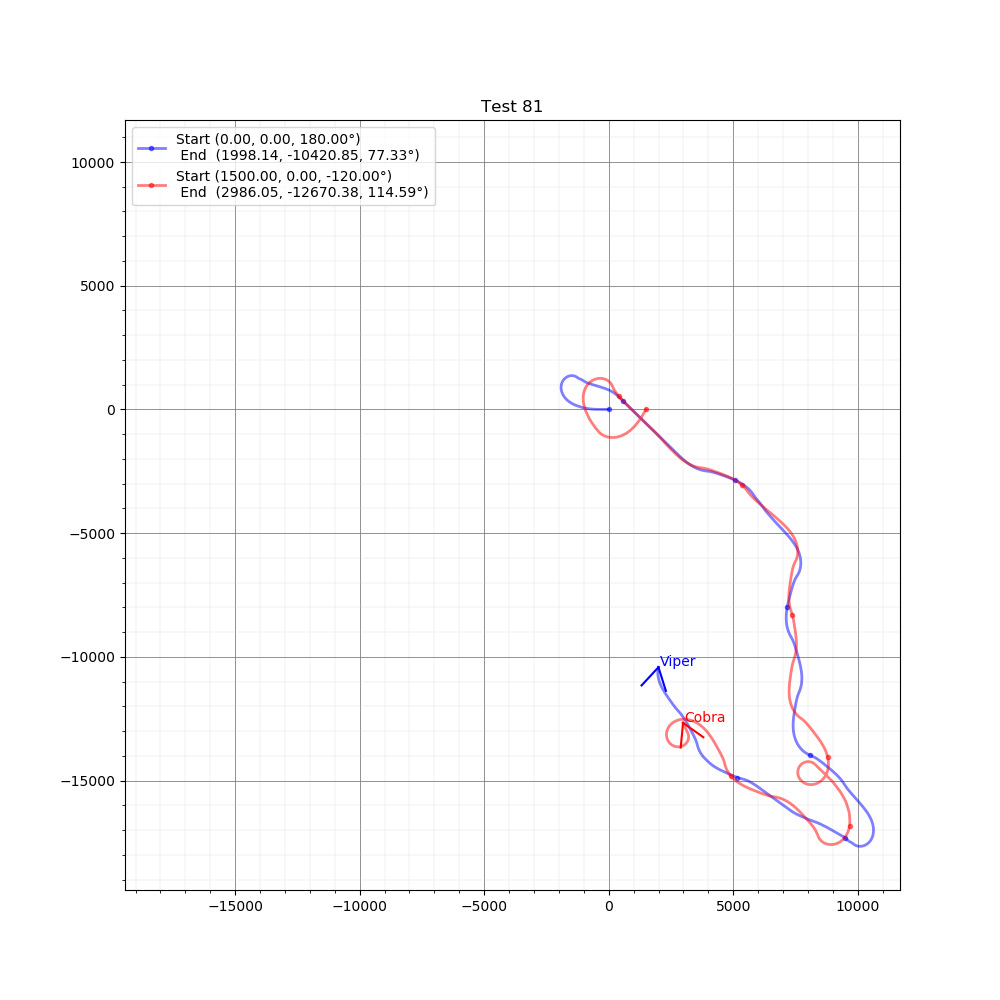 Test 81
Start (0.00, 0.00, 180.00°)
End  (1998.14, -10420.85, 77.33°)
Start (1500.00, 0.00, -120.00°)
End  (2986.05, -12670.38, 114.59°)
10000
5000
0
−5000
−10000
−15000
Viper
Cobra
−15000
−10000
−5000
0
5000
10000